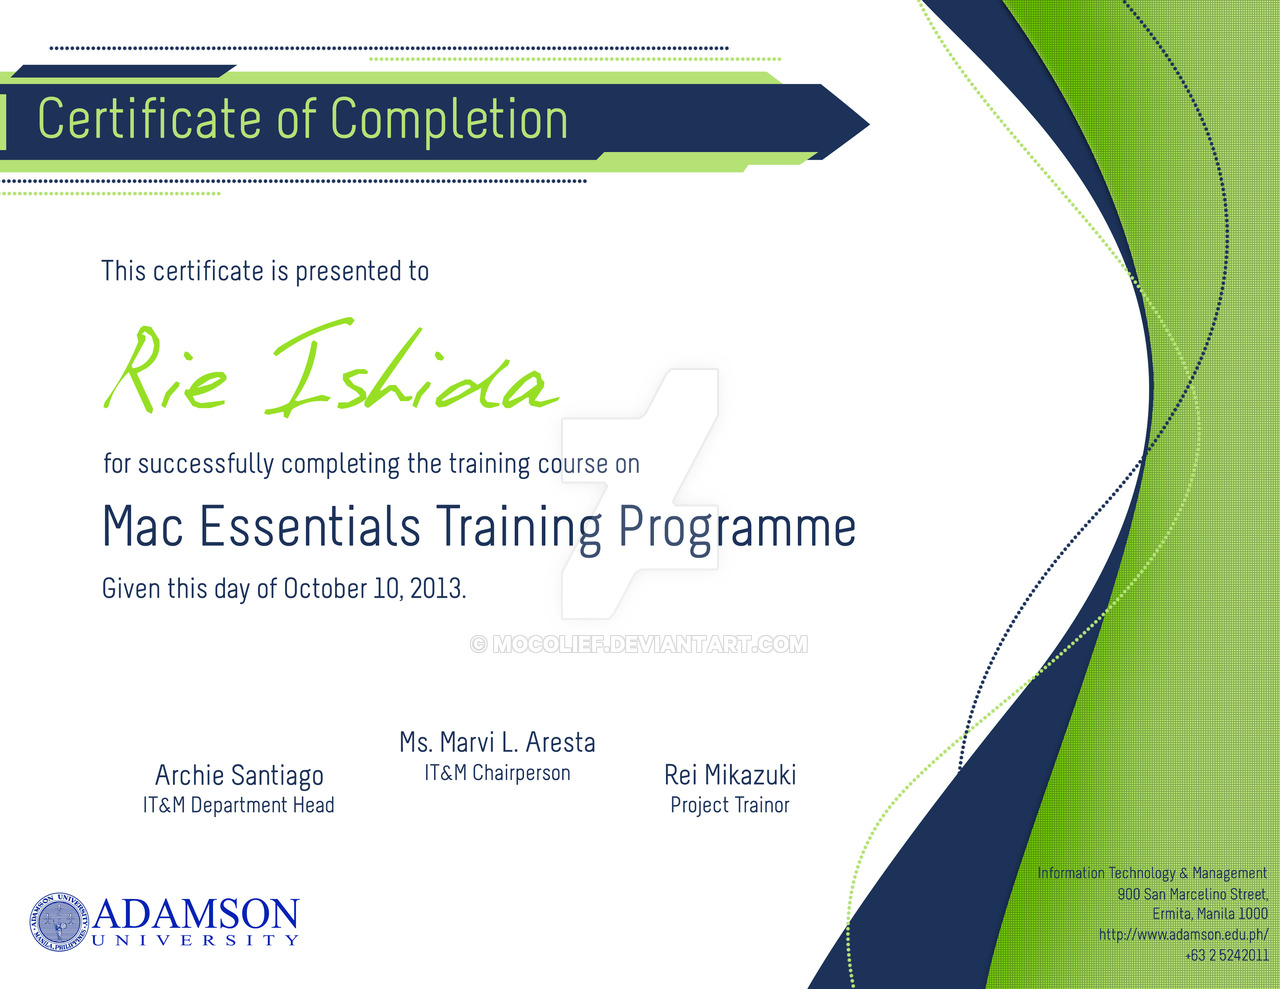 Certificate of Completion
This certificate is presented to
Rie Ishida
for successfully completing the training course on
Mac Essentials Training Programme
Given this day of October 10, 2013.
© MOCOLIEF.DEVIANTART.COM
Ms. Marvi L. Aresta
IT&M Chairperson
Archie Santiago
IT&M Department Head
Rei Mikazuki
Project Trainor
ADAMSON UNIVERSITY
MANILA, PHILIPPINES
ADAMSON
UNIVERSITY
Information Technology & Management
900 San Marcelino Street,
Ermita, Manila 1000
http://www.adamson.edu.ph/
+63 2 5242011